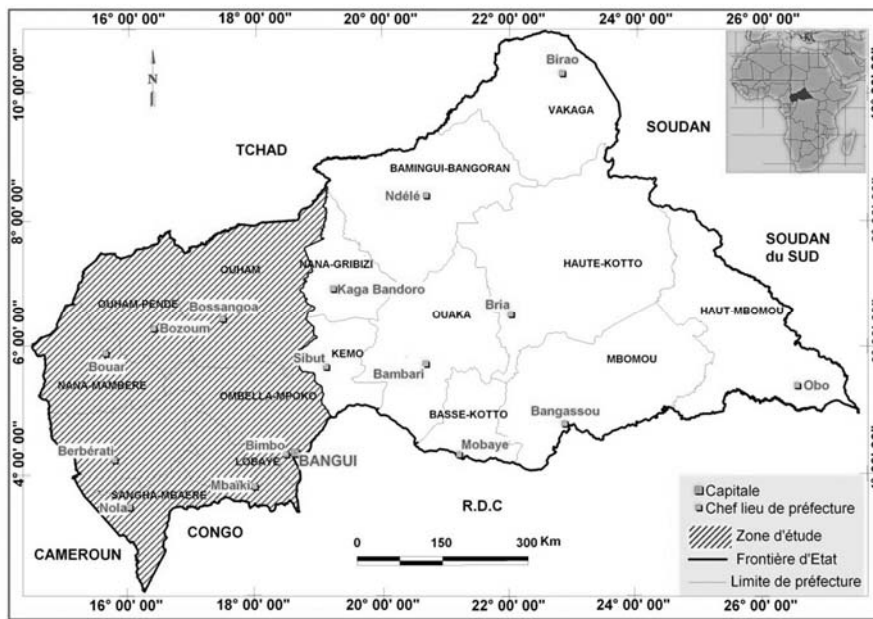 16° 00' 00"
18° 00' 00"
20° 00' 00"
22° 00' 00"
24° 00' 00"
26° 00' 00"
10° 00' 00"
8° 00' 00"
6° 00' 00"
4° 00' 00"
N
Birao
VAKAGA
SOUDAN
TCHAD
BAMINGUI-BANGORAN
Ndélé
SOUDAN
du SUD
OUHAM
NANA-GRIBIZI
HAUTE-KOTTO
Kaga Bandoro
OUHAM-PENDE
Bossangoa
Bria
HAUT-MBOMOU
OUAKA
Bozoum
Bouar
Sibut
KEMO
MBOMOU
Bambari
NANA-MAMBERE
OMBELLA-MPOKO
Obo
BASSE-KOTTO
Bangassou
Berbérati
Bimbo
Mobaye
LOBAYE
BANGUI
Mbaïki
SANGHA-MBAERE
Nola
CONGO
R.D.C
CAMEROUN
0 150 300 Km
Capitale
Chef lieu de préfecture
Zone d'étude
Frontière d'Etat
Limite de préfecture
16° 00' 00"
18° 00' 00"
20° 00' 00"
22° 00' 00"
24° 00' 00"
26° 00' 00"